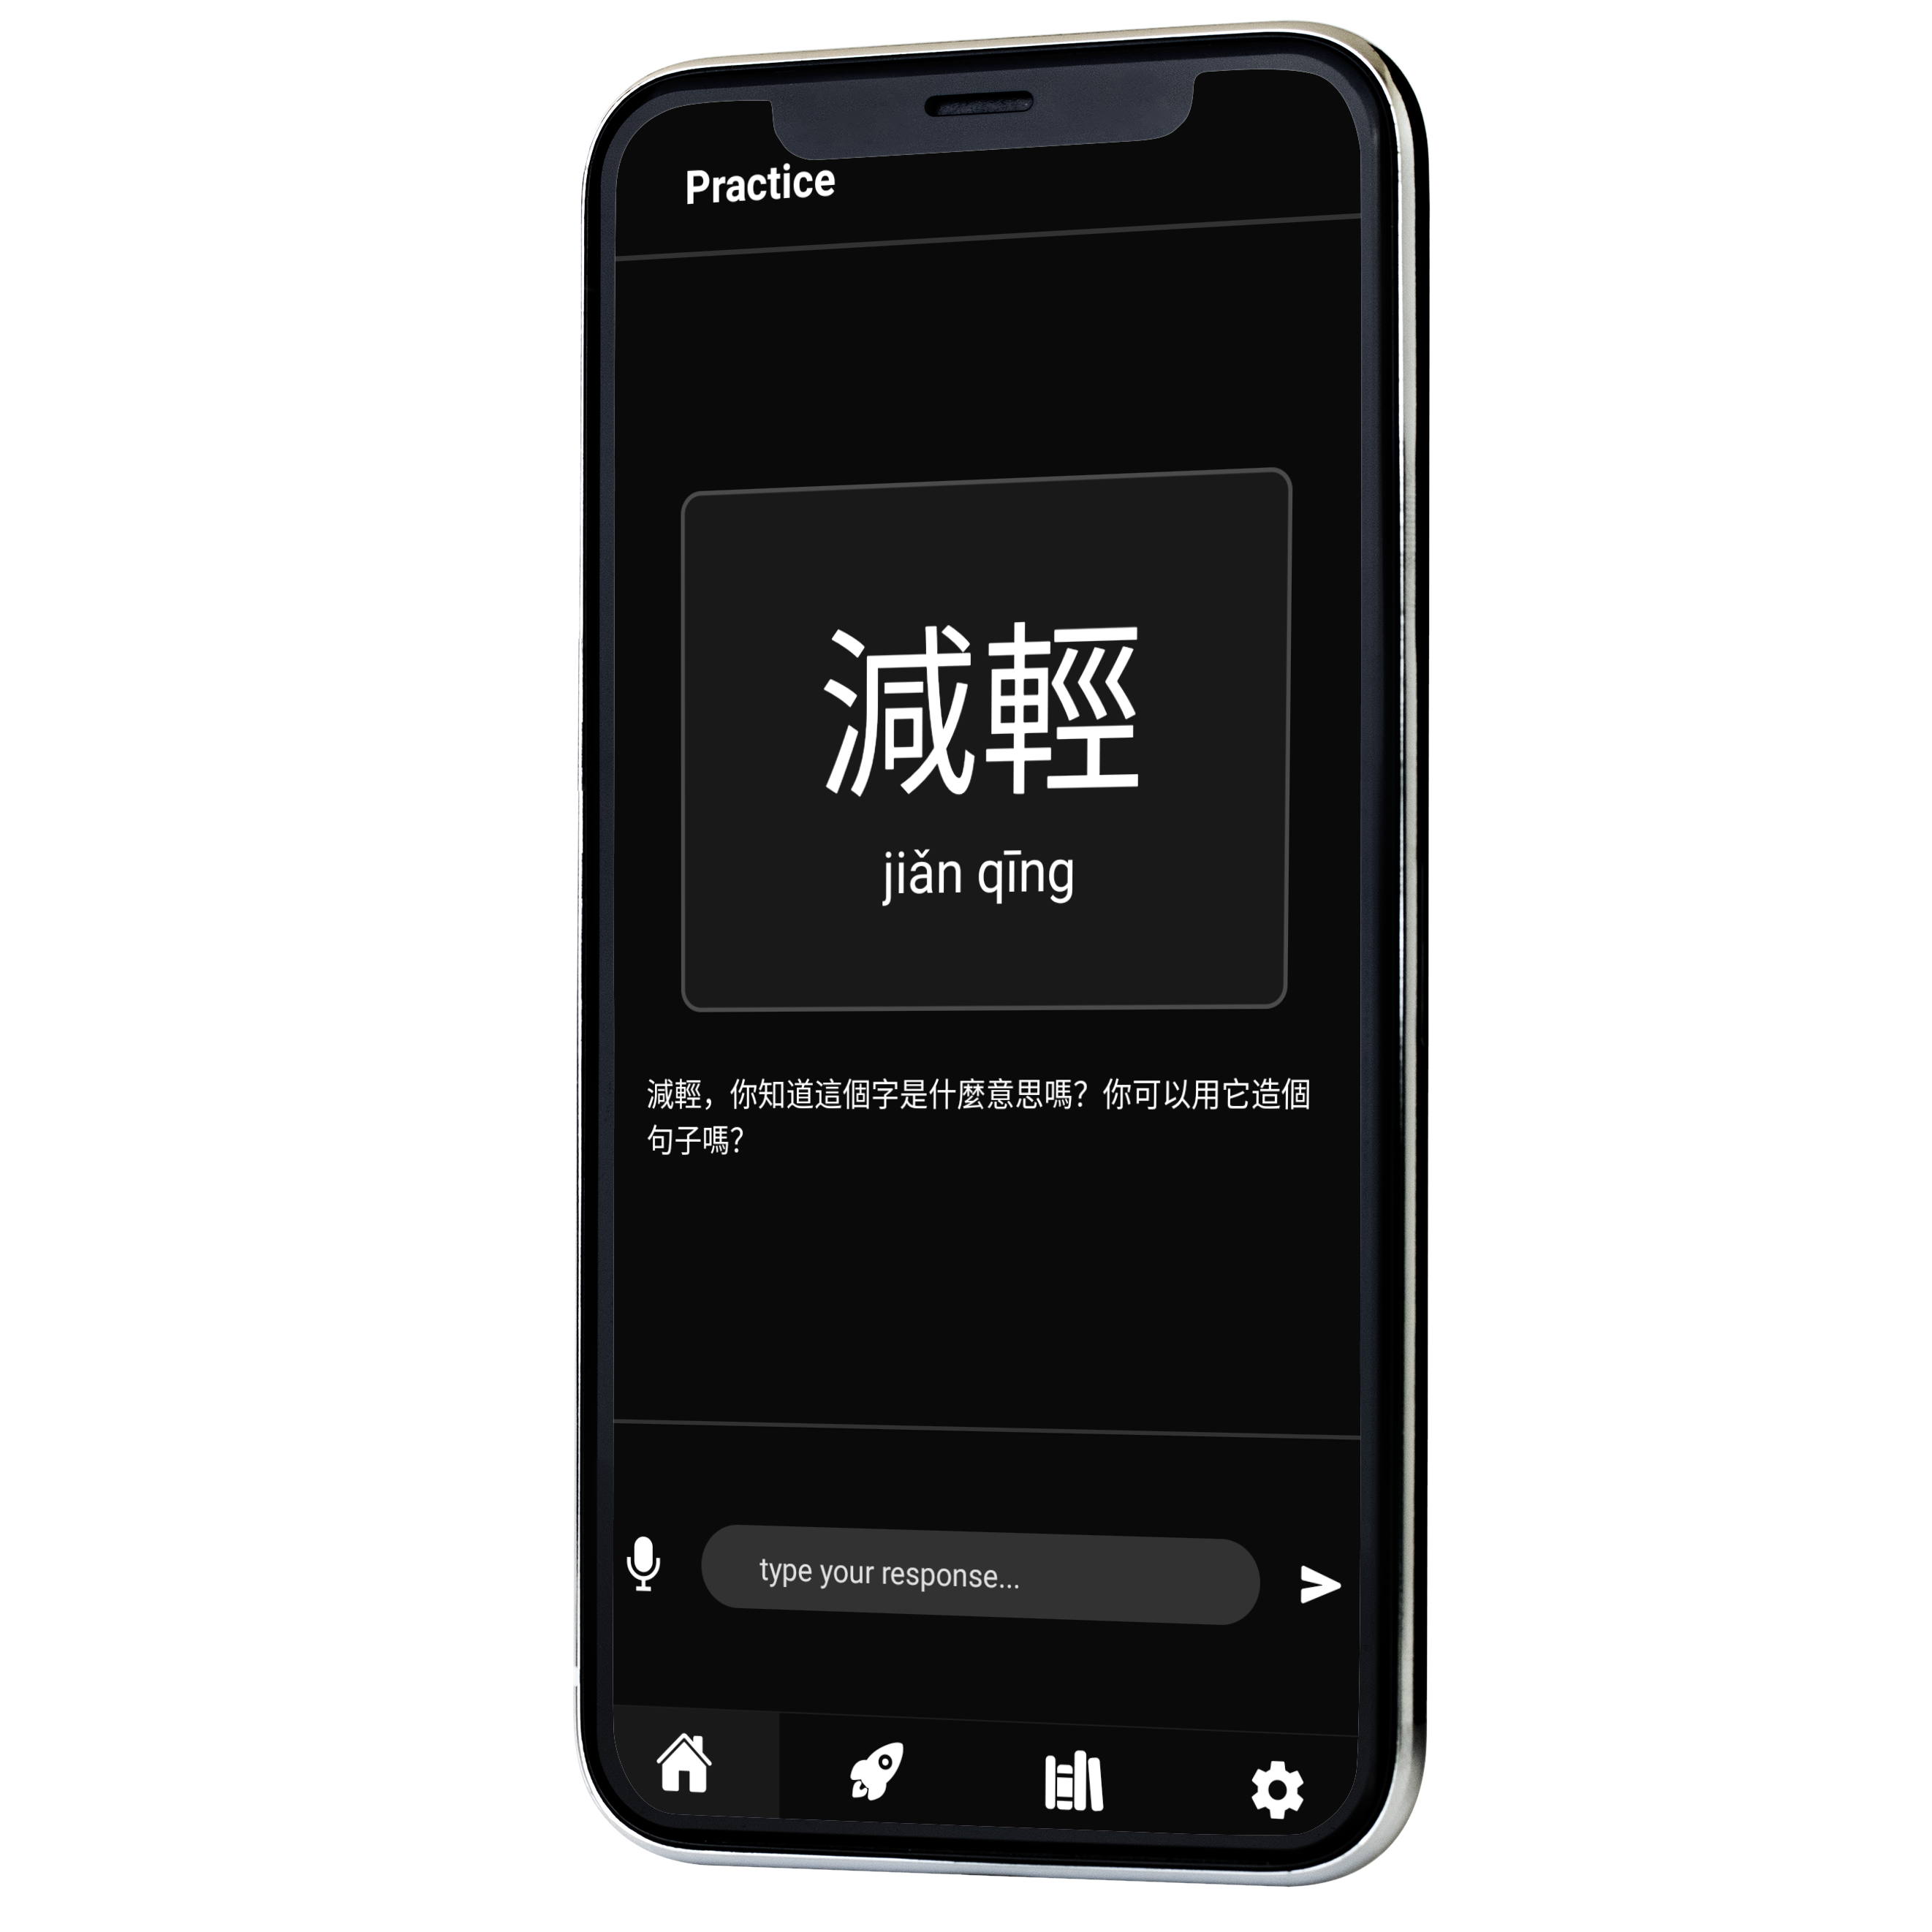 Practice
減輕
jiǎn qīng
減輕，你知道這個字是什麼意思嗎？你可以用它造個
句子嗎？
type your response...